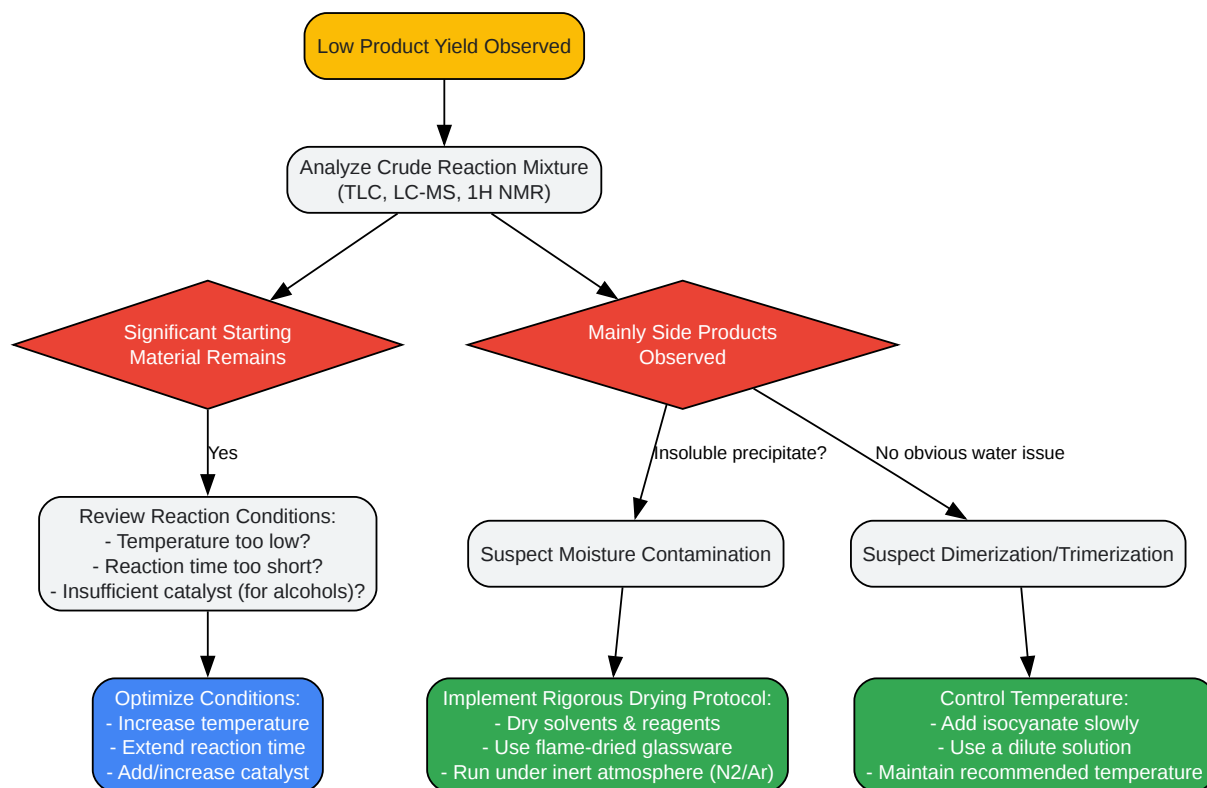 Low Product Yield Observed
Analyze Crude Reaction Mixture
(TLC, LC-MS, 1H NMR)
Significant Starting
Material Remains
Mainly Side Products
Observed
Yes
Insoluble precipitate?
No obvious water issue
Review Reaction Conditions:
- Temperature too low?
- Reaction time too short?
- Insufficient catalyst (for alcohols)?
Suspect Moisture Contamination
Suspect Dimerization/Trimerization
Optimize Conditions:
- Increase temperature
- Extend reaction time
- Add/increase catalyst
Implement Rigorous Drying Protocol:
- Dry solvents & reagents
- Use flame-dried glassware
- Run under inert atmosphere (N2/Ar)
Control Temperature:
- Add isocyanate slowly
- Use a dilute solution
- Maintain recommended temperature